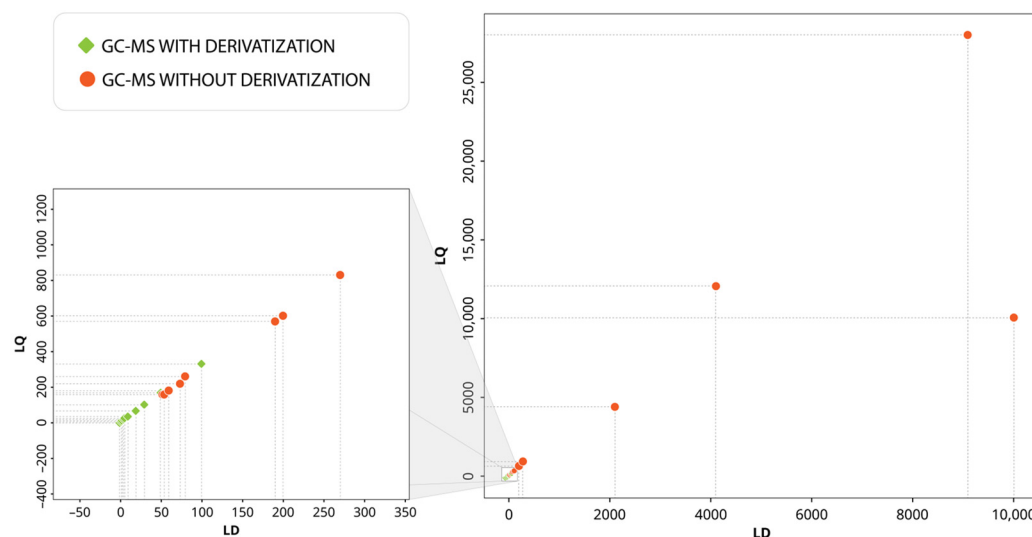 GC-MS WITH DERIVATIZATION
GC-MS WITHOUT DERIVATIZATION
LQ
1200
1000
800
600
400
200
0
−200
−400
−50 0 50 100 150 200 250 300 350
LD
LQ
25,000
20,000
15,000
10,000
5000
0
0 2000 4000 6000 8000 10,000
LD